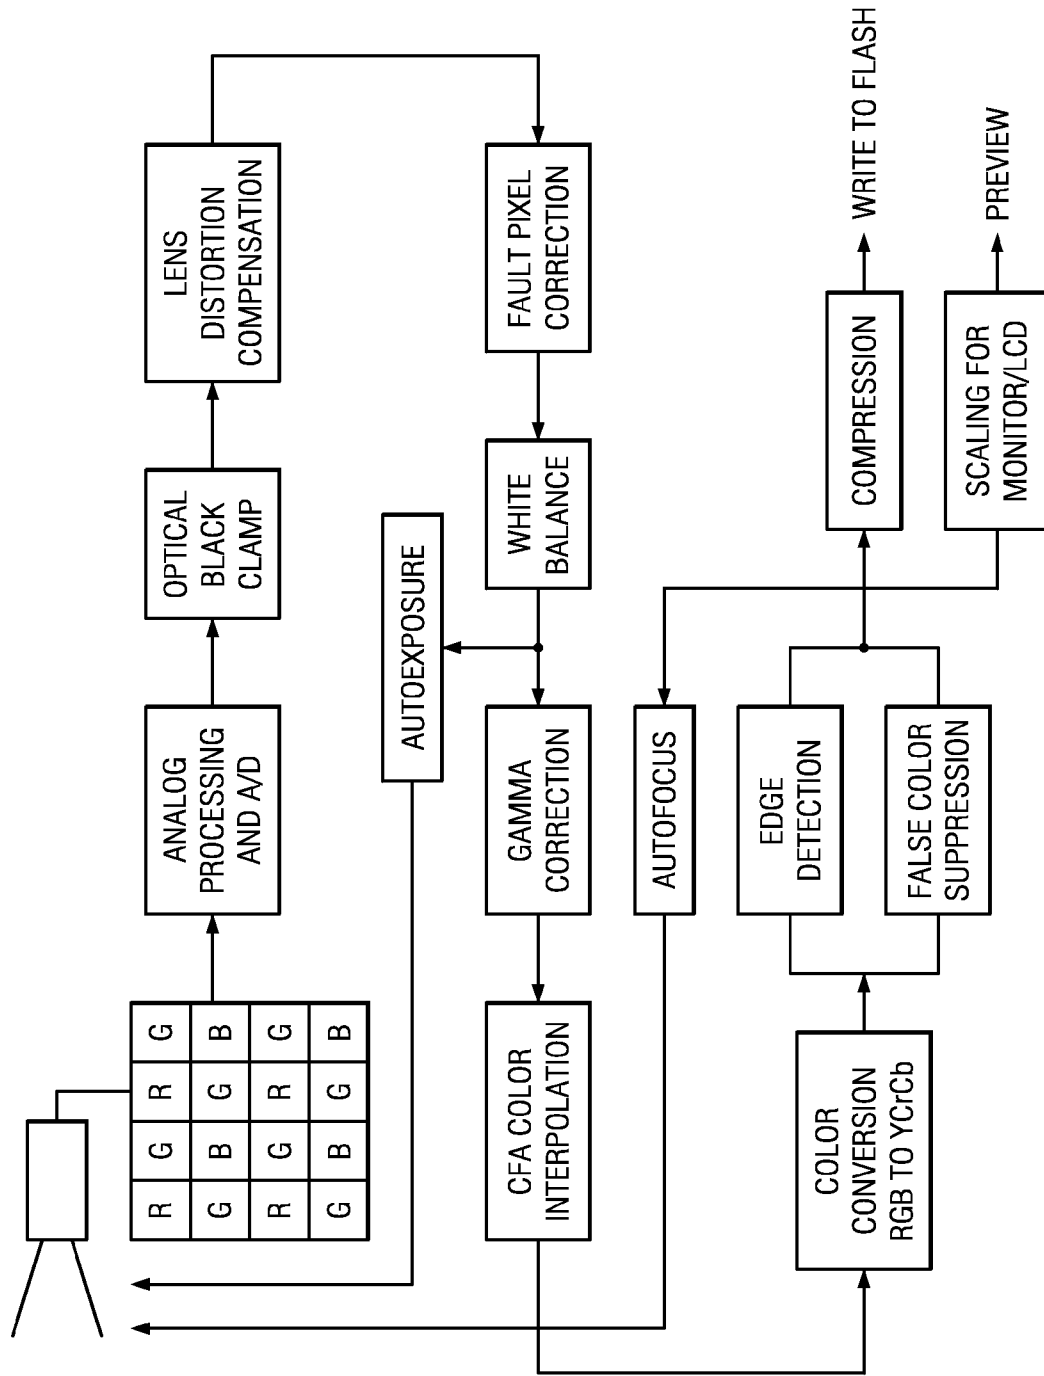 R G R G
G B G B
R G R G
G B G B
ANALOG
PROCESSING
AND A/D
OPTICAL
BLACK
CLAMP
LENS
DISTORTION
COMPENSATION
AUTOEXPOSURE
CFA COLOR
INTERPOLATION
GAMMA
CORRECTION
WHITE
BALANCE
FAULT PIXEL
CORRECTION
AUTOFOCUS
COLOR
CONVERSION
RGB TO YCrCb
EDGE
DETECTION
FALSE COLOR
SUPPRESSION
COMPRESSION
WRITE TO FLASH
SCALING FOR
MONITOR/LCD
PREVIEW